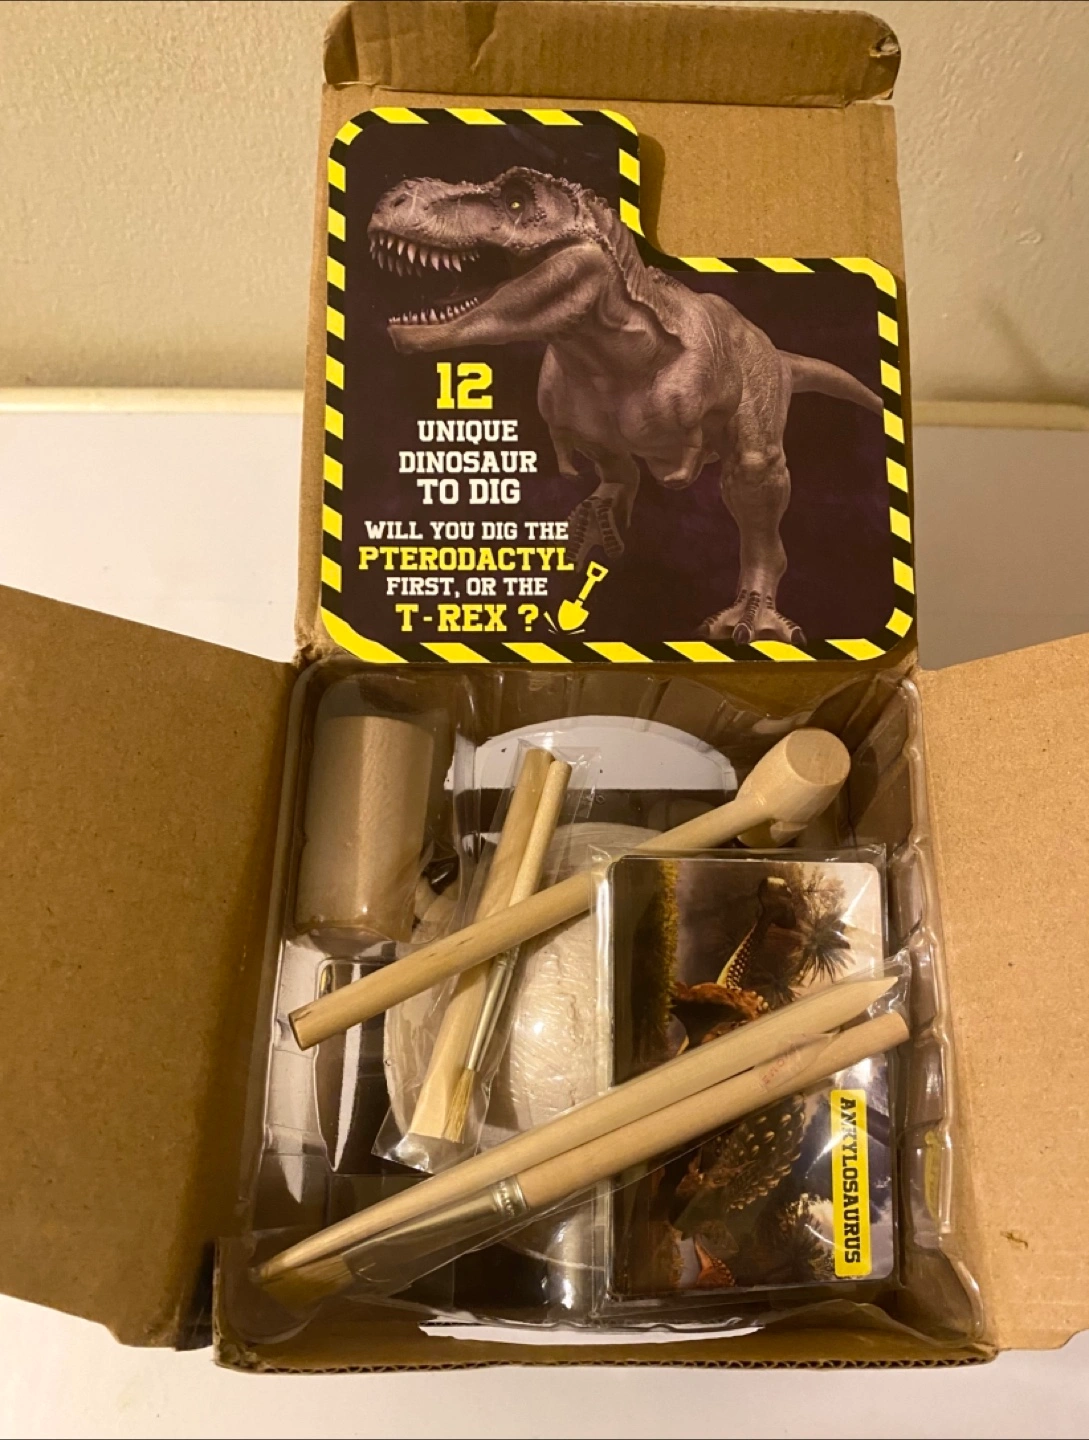 12
UNIQUE
DINOSAUR
TO DIG
WILL YOU DIG THE
PTERODACTYL
FIRST, OR THE
T-REX ?
ANKYLOSAURUS